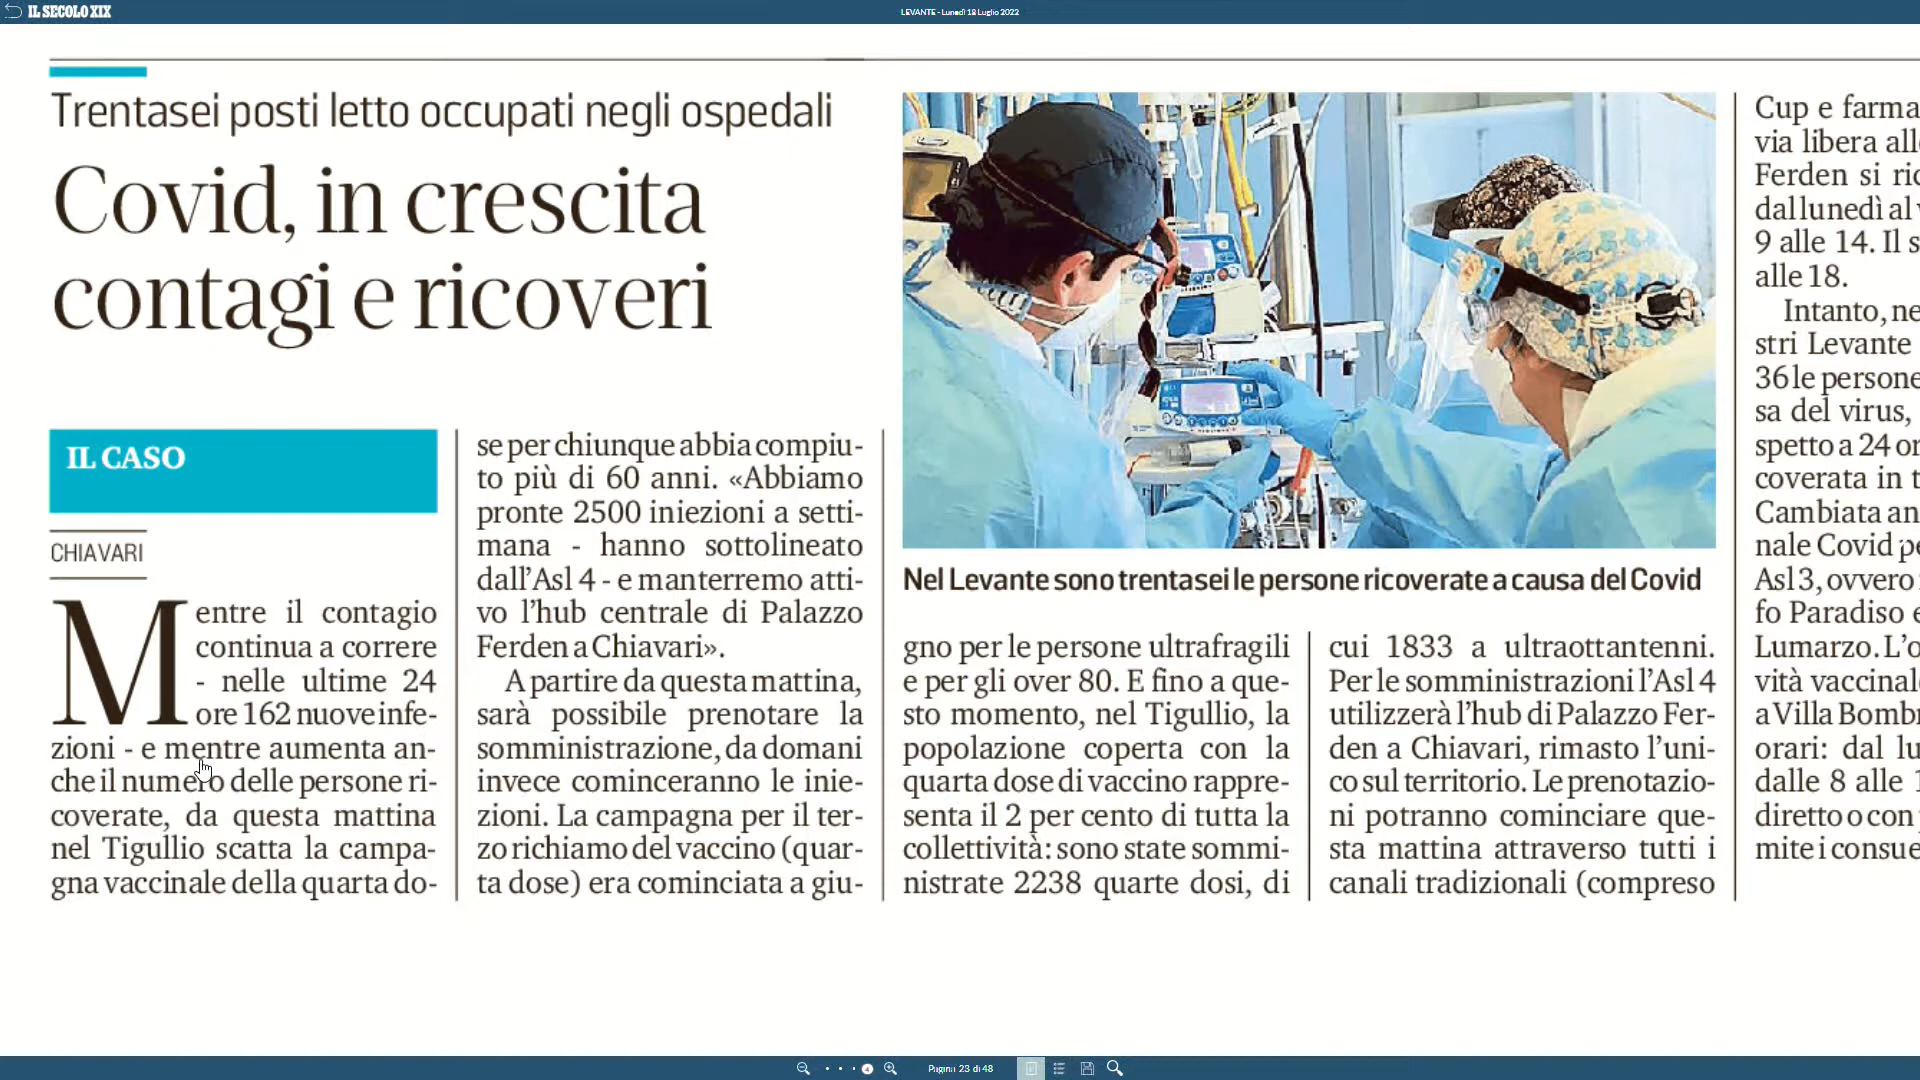 IL SECOLO XIX
LEVANTE - Lunedì 18 Luglio 2022
Trentasei posti letto occupati negli ospedali
Covid, in crescita
contagi e ricoveri
IL CASO
CHIAVARI
Mentre il contagio
continua a correre
- nelle ultime 24
ore 162 nuove infe-
zioni - e mentre aumenta an-
che il numero delle persone ri-
coverate, da questa mattina
nel Tigullio scatta la campa-
gna vaccinale della quarta do-
se per chiunque abbia compiu-
to più di 60 anni. «Abbiamo
pronte 2500 iniezioni a setti-
mana - hanno sottolineato
dall'Asl 4 - e manterremo atti-
vo l'hub centrale di Palazzo
Ferden a Chiavari».
A partire da questa mattina,
sarà possibile prenotare la
somministrazione, da domani
invece cominceranno le inie-
zioni. La campagna per il ter-
zo richiamo del vaccino (quar-
ta dose) era cominciata a giu-
Nel Levante sono trentasei le persone ricoverate a causa del Covid
gno per le persone ultrafragili
e per gli over 80. E fino a que-
sto momento, nel Tigullio, la
popolazione coperta con la
quarta dose di vaccino rappre-
senta il 2 per cento di tutta la
collettività: sono state sommi-
nistrate 2238 quarte dosi, di
cui 1833 a ultraottantenni.
Per le somministrazioni l'Asl 4
utilizzerà l'hub di Palazzo Fer-
den a Chiavari, rimasto l'uni-
co sul territorio. Le prenotazio-
ni potranno cominciare que-
sta mattina attraverso tutti i
canali tradizionali (compreso
Cup e farma
via libera all
Ferden si ric
dal lunedì al
9 alle 14. Il s
alle 18.
Intanto, ne
stri Levante
36 le persone
sa del virus,
spetto a 24 or
coverata in t
Cambiata an
nale Covid pe
Asl 3, ovvero
fo Paradiso e
Lumarzo. L'o
vità vaccinal
a Villa Bomb
orari: dal lu
dalle 8 alle 1
diretto o con
mite i consue
Pagina 23 di 48